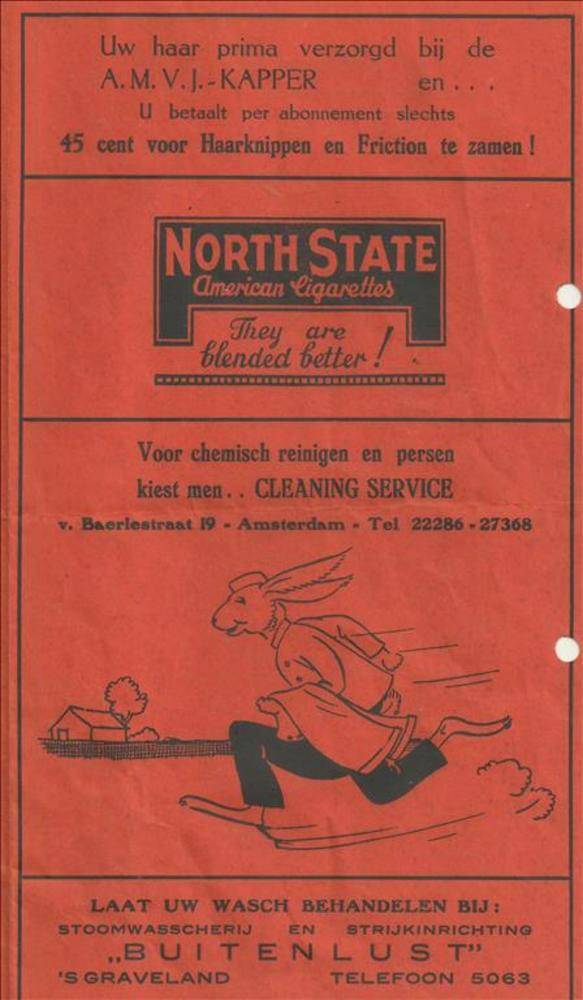 Uw haar prima verzorgd bij de
A.M.V.J.-KAPPER en ...
U betaalt per abonnement slechts
45 cent voor Haarknippen en Friction te zamen !
NORTH STATE
American Cigarettes
They are
blended better !
Voor chemisch reinigen en persen
kiest men .. CLEANING SERVICE
v. Baerlestraat 19 - Amsterdam - Tel 22286 - 27368
LAAT UW WASCH BEHANDELEN BIJ :
STOOMWASSCHERIJ EN STRIJKINRICHTING
„BUITENLUST”
'S GRAVELAND TELEFOON 5063